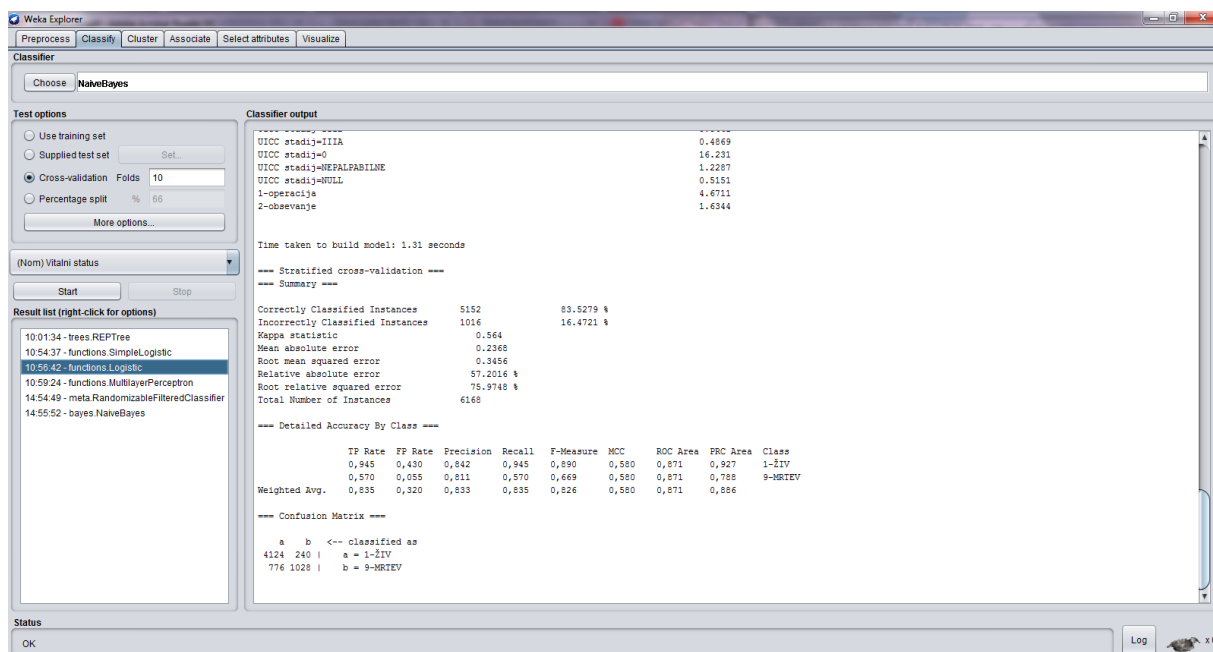 Weka Explorer
Preprocess Classify Cluster Associate Select attributes Visualize
Classifier
Choose NaiveBayes
Test options
Use training set
Supplied test set Set...
Cross-validation Folds 10
Percentage split % 66
More options...
(Nom) Vitalni status
Start Stop
Result list (right-click for options)
10:01:34 - trees.REPTree
10:54:37 - functions.SimpleLogistic
10:56:42 - functions.Logistic
10:59:24 - functions.MultilayerPerceptron
14:54:49 - meta.RandomizableFilteredClassifier
14:55:52 - bayes.NaiveBayes
Classifier output
UICC stadij=IIIA 0.4869
UICC stadij=0 16.231
UICC stadij=NEPALPABILNE 1.2287
UICC stadij=NULL 0.5151
1-operacija 4.6711
2-obsevanje 1.6344
Time taken to build model: 1.31 seconds
=== Stratified cross-validation ===
=== Summary ===
Correctly Classified Instances 5152 83.5279 %
Incorrectly Classified Instances 1016 16.4721 %
Kappa statistic 0.564
Mean absolute error 0.2368
Root mean squared error 0.3456
Relative absolute error 57.2016 %
Root relative squared error 75.9748 %
Total Number of Instances 6168
=== Detailed Accuracy By Class ===
TP Rate FP Rate Precision Recall F-Measure MCC ROC Area PRC Area Class
0,945 0,430 0,842 0,945 0,890 0,580 0,871 0,927 1-ŽIV
0,570 0,055 0,811 0,570 0,669 0,580 0,871 0,788 9-MRTEV
Weighted Avg. 0,835 0,320 0,833 0,835 0,826 0,580 0,871 0,886
=== Confusion Matrix ===
a b <-- classified as
4124 240 | a = 1-ŽIV
776 1028 | b = 9-MRTEV
Status
OK
Log